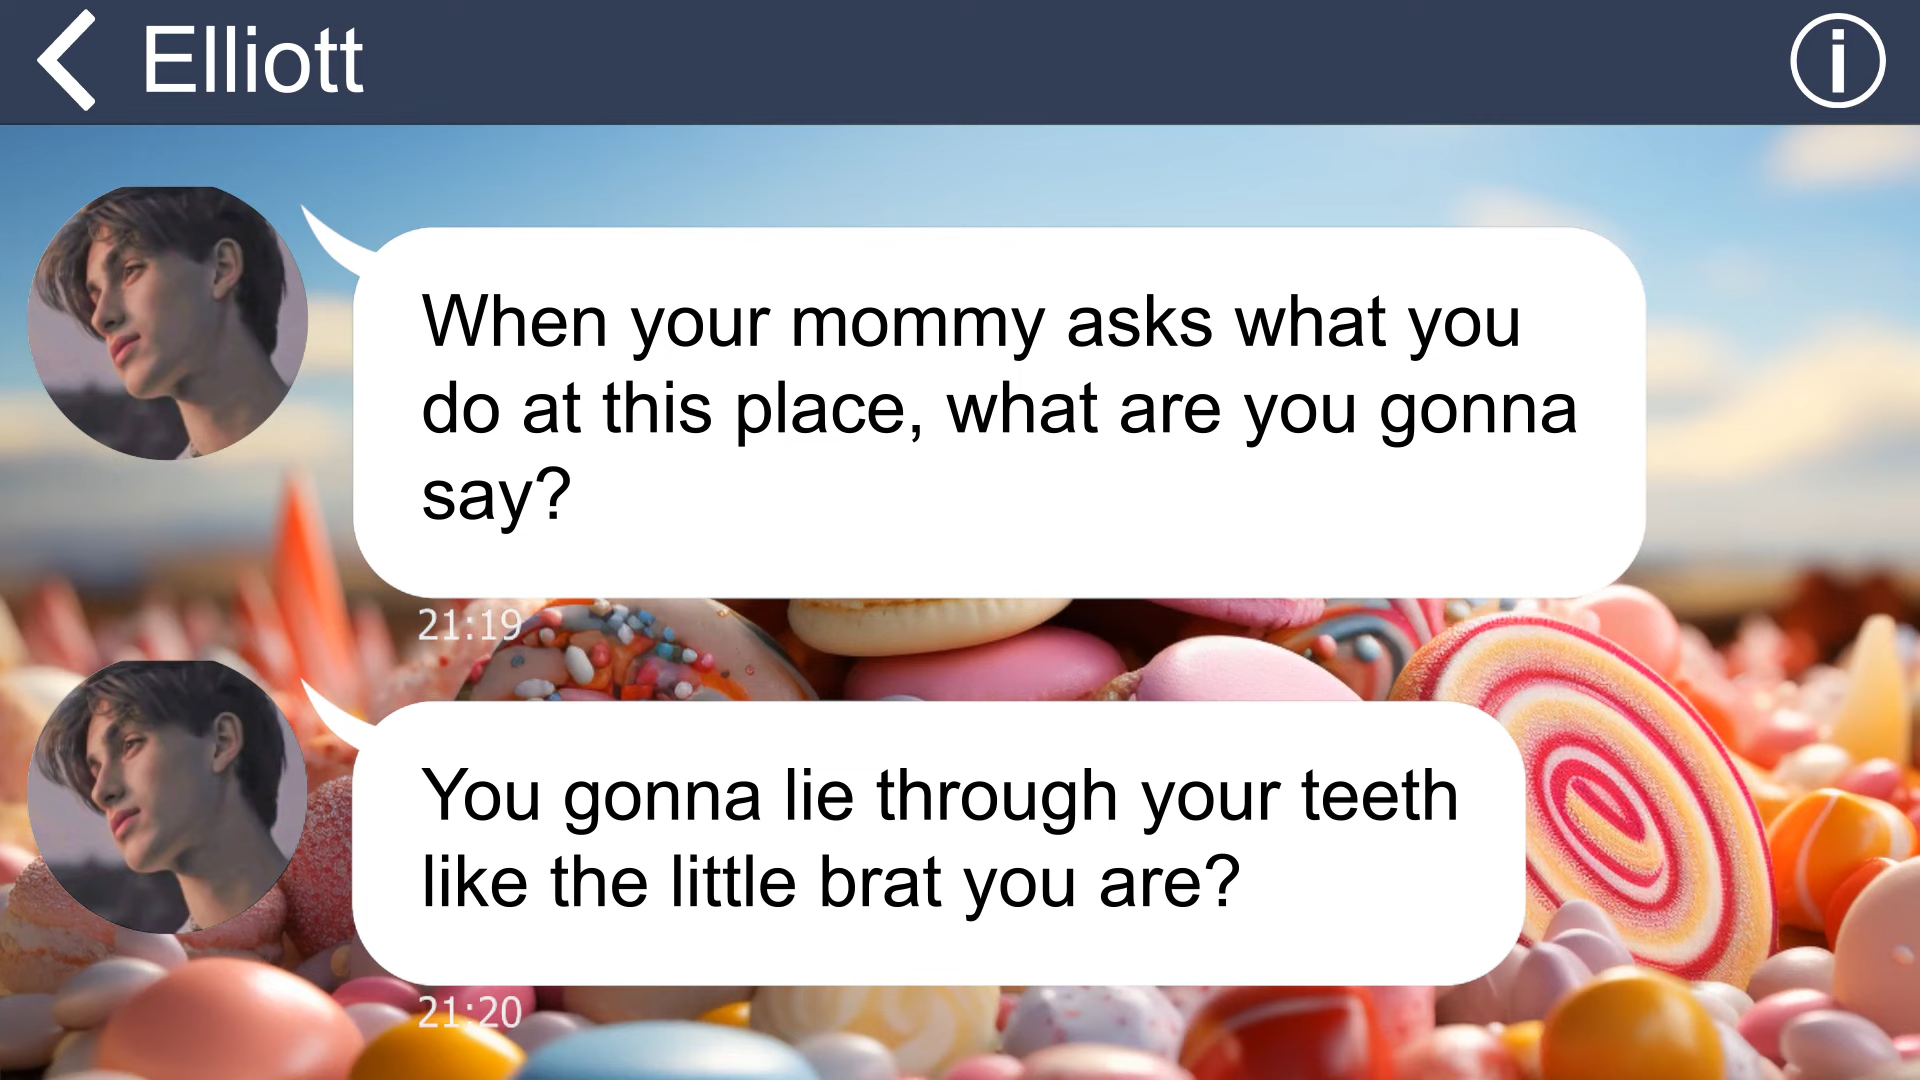 Elliott
When your mommy asks what you
do at this place, what are you gonna
say?
21:19
You gonna lie through your teeth
like the little brat you are?
21:20